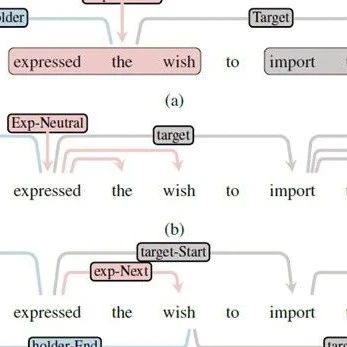 Target
expressed the wish to import
(a)
Exp-Neutral
target
expressed the wish to import
(b)
target-Start
exp-Next
expressed the wish to import
holder-End